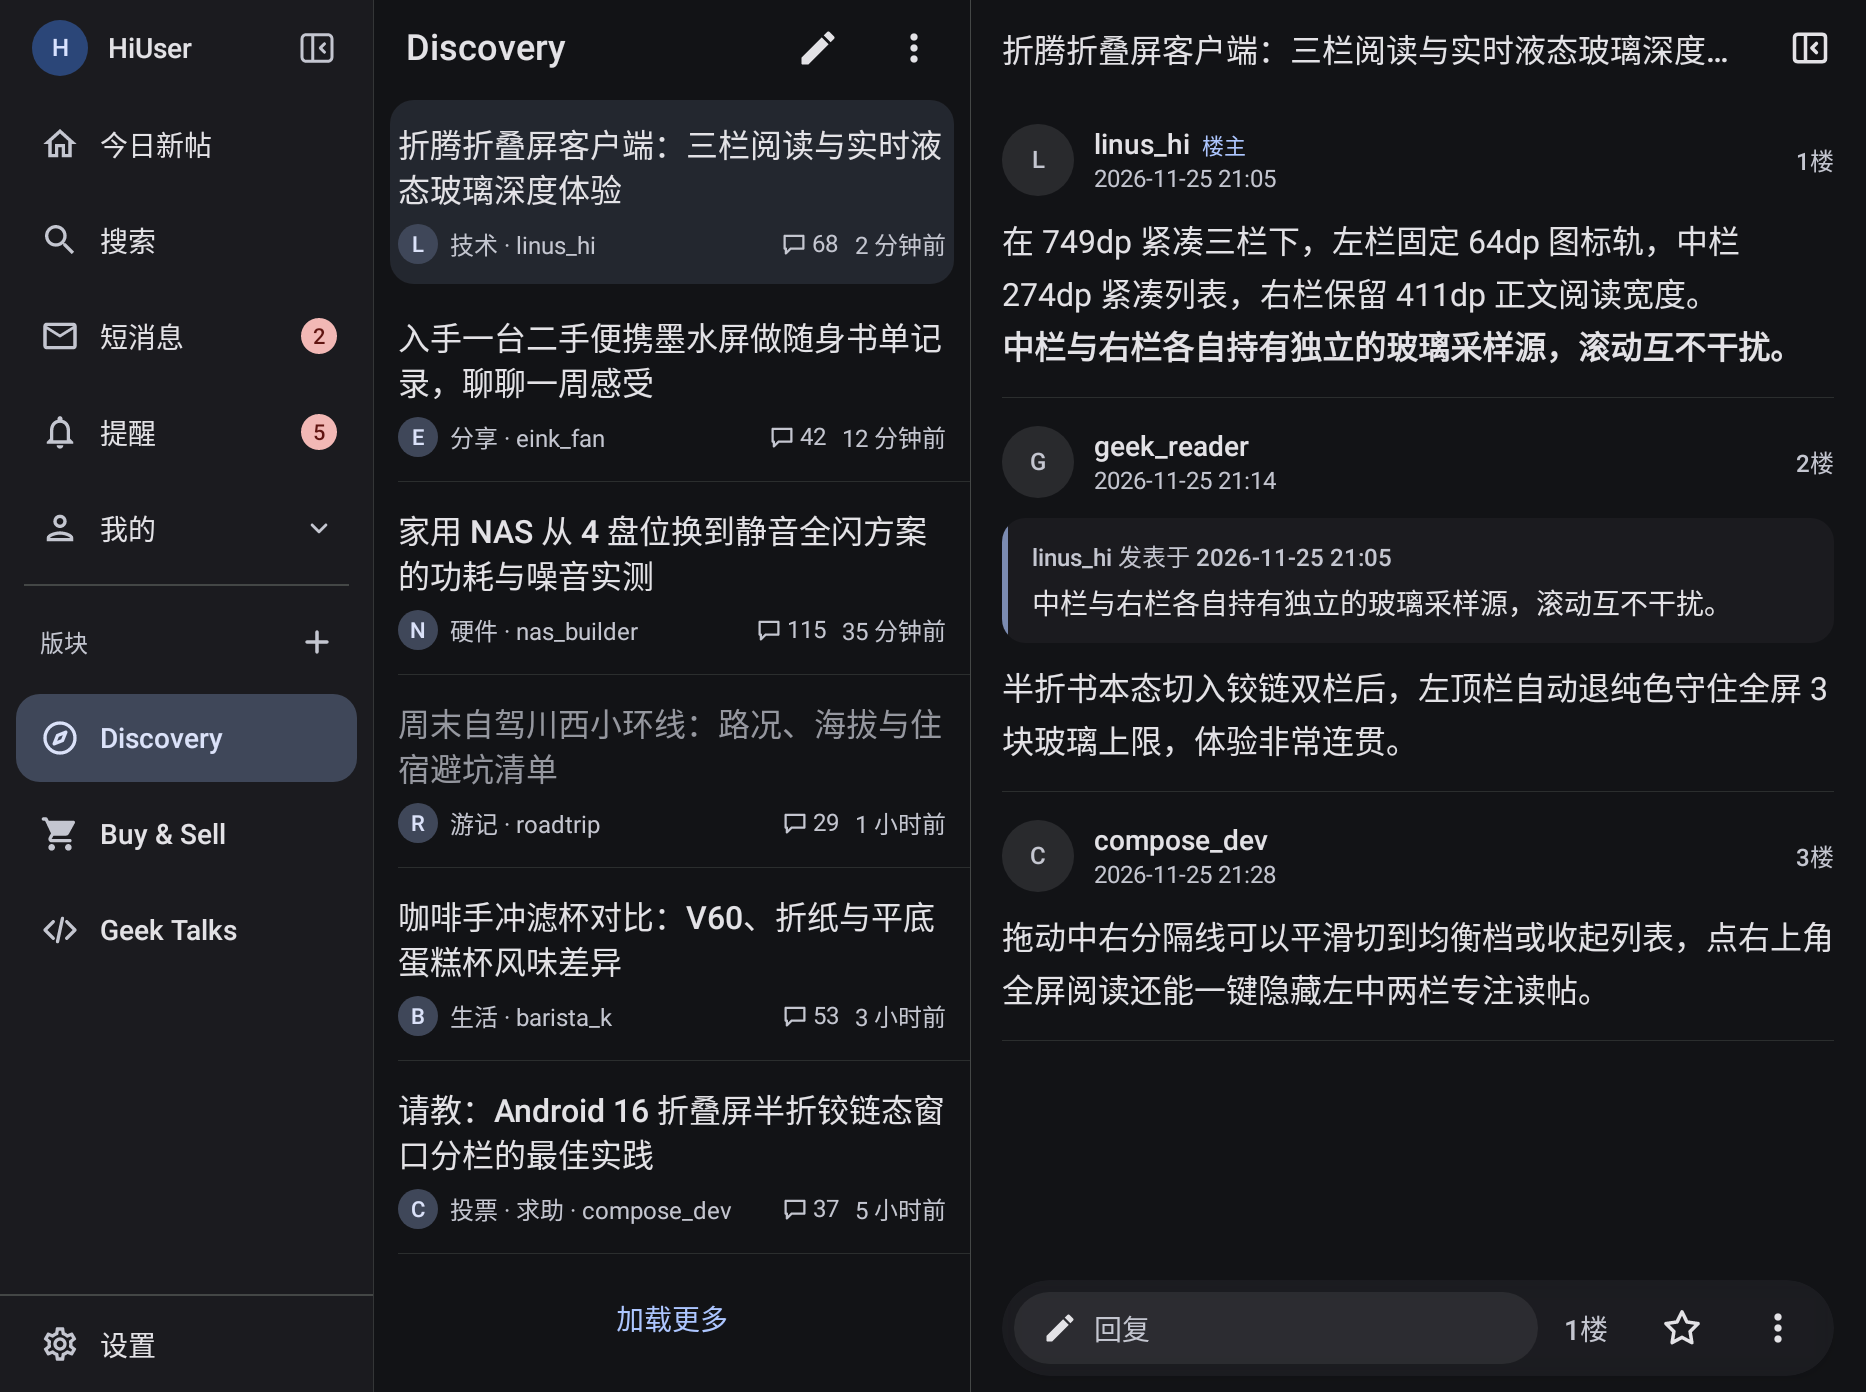 H HiUser
今日新帖
搜索
短消息 2
提醒 5
我的
版块
Discovery
Buy & Sell
Geek Talks
设置
Discovery
折腾折叠屏客户端：三栏阅读与实时液
态玻璃深度体验
L 技术 · linus_hi 68 2 分钟前
入手一台二手便携墨水屏做随身书单记
录，聊聊一周感受
E 分享 · eink_fan 42 12 分钟前
家用 NAS 从 4 盘位换到静音全闪方案
的功耗与噪音实测
N 硬件 · nas_builder 115 35 分钟前
周末自驾川西小环线：路况、海拔与住
宿避坑清单
R 游记 · roadtrip 29 1 小时前
咖啡手冲滤杯对比：V60、折纸与平底
蛋糕杯风味差异
B 生活 · barista_k 53 3 小时前
请教：Android 16 折叠屏半折铰链态窗
口分栏的最佳实践
C 投票 · 求助 · compose_dev 37 5 小时前
加载更多
折腾折叠屏客户端：三栏阅读与实时液态玻璃深度...
L linus_hi 楼主 1楼
2026-11-25 21:05
在 749dp 紧凑三栏下，左栏固定 64dp 图标轨，中栏
274dp 紧凑列表，右栏保留 411dp 正文阅读宽度。
中栏与右栏各自持有独立的玻璃采样源，滚动互不干扰。
G geek_reader 2楼
2026-11-25 21:14
linus_hi 发表于 2026-11-25 21:05
中栏与右栏各自持有独立的玻璃采样源，滚动互不干扰。
半折书本态切入铰链双栏后，左顶栏自动退纯色守住全屏 3
块玻璃上限，体验非常连贯。
C compose_dev 3楼
2026-11-25 21:28
拖动中右分隔线可以平滑切到均衡档或收起列表，点右上角
全屏阅读还能一键隐藏左中两栏专注读帖。
回复 1楼